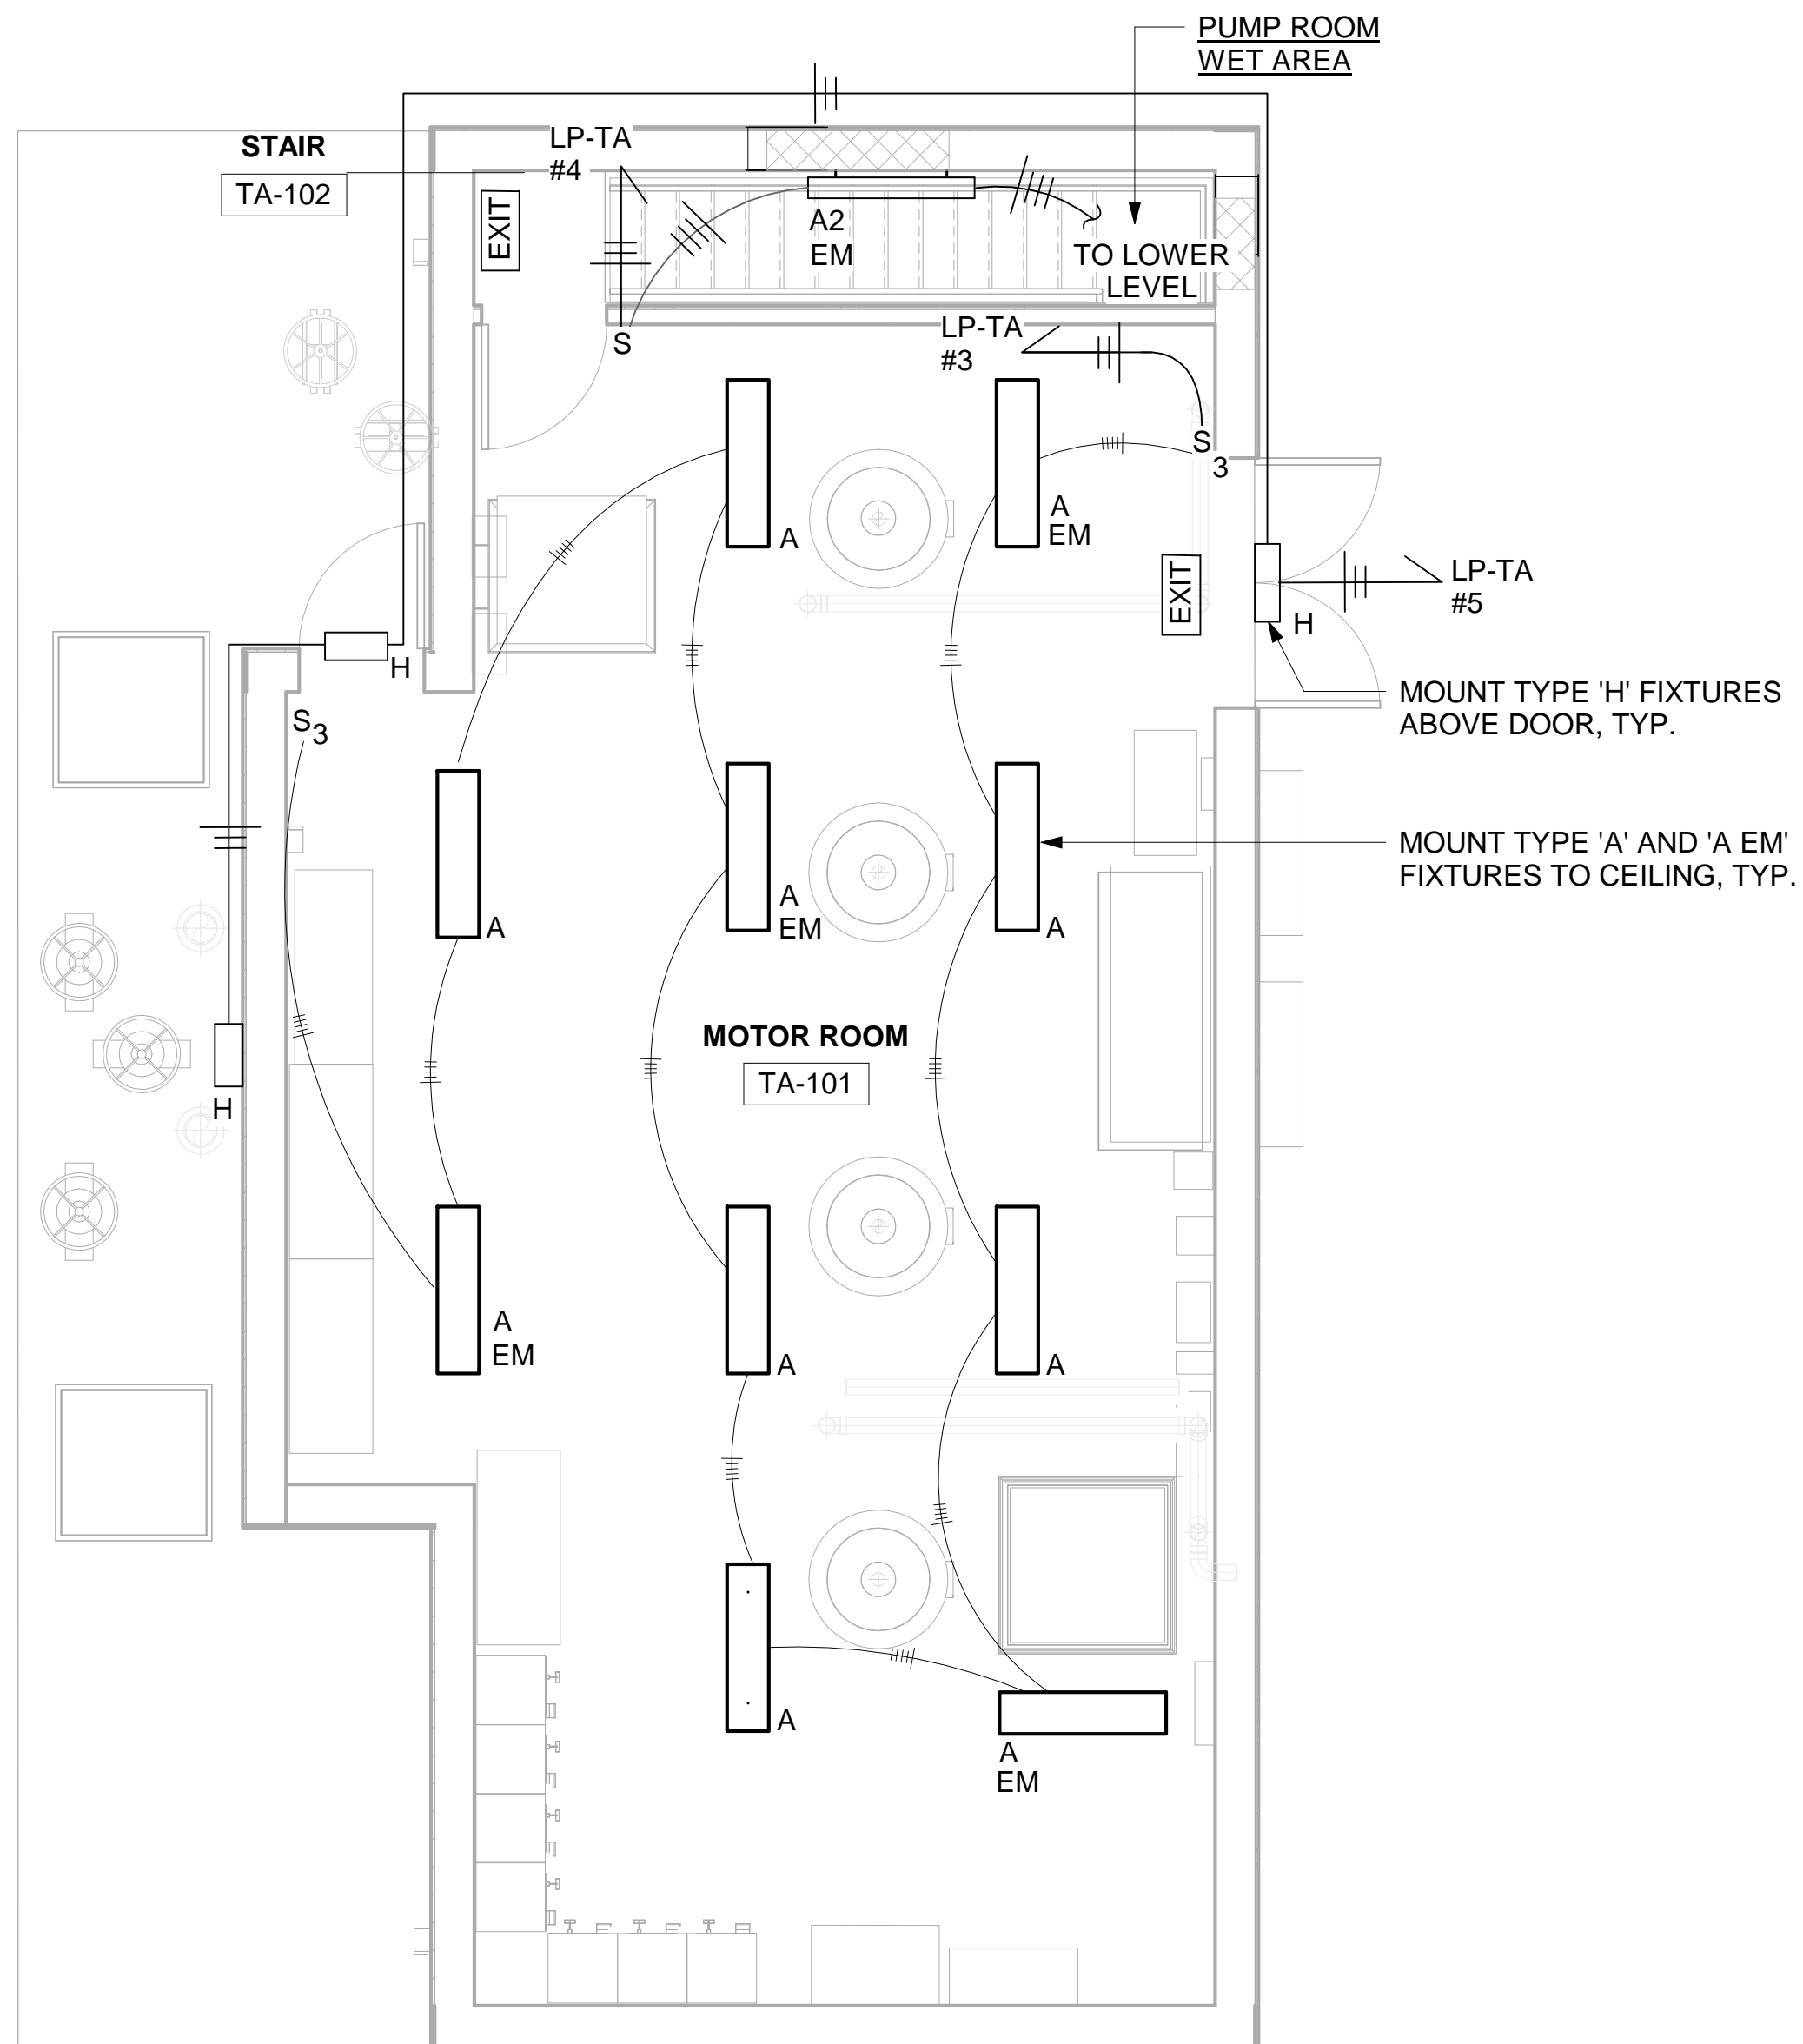 PUMP ROOM
WET AREA
STAIR
TA-102
LP-TA
#4
EXIT
A2
EM
TO LOWER
LEVEL
S
LP-TA
#3
S
3
A
A
EM
EXIT
LP-TA
#5
H
H
MOUNT TYPE 'H' FIXTURES
ABOVE DOOR, TYP.
S3
MOUNT TYPE 'A' AND 'A EM'
FIXTURES TO CEILING, TYP.
A
A
EM
A
MOTOR ROOM
TA-101
H
A
EM
A
A
A
A
EM